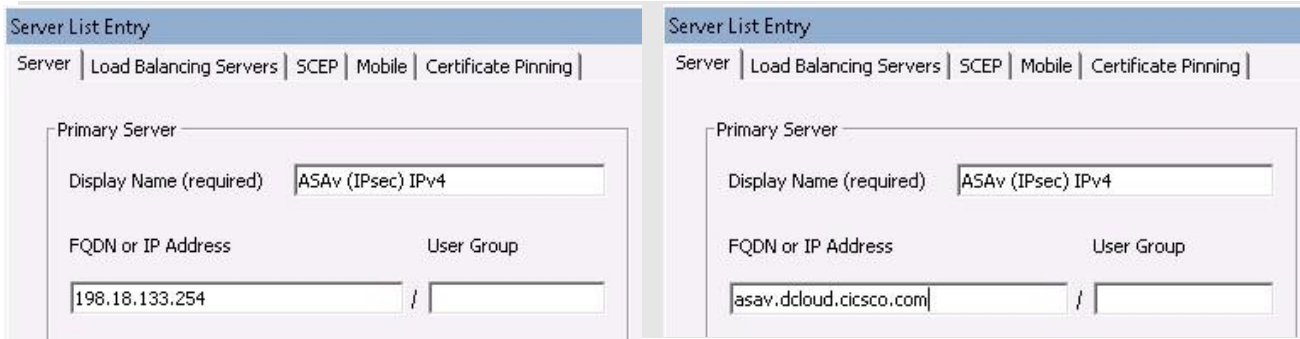 Server List Entry
Server Load Balancing Servers SCEP Mobile Certificate Pinning
Primary Server
Display Name (required) ASAv (IPsec) IPv4
FQDN or IP Address User Group
198.18.133.254 /
Server List Entry
Server Load Balancing Servers SCEP Mobile Certificate Pinning
Primary Server
Display Name (required) ASAv (IPsec) IPv4
FQDN or IP Address User Group
asav.dcloud.cicsco.com /